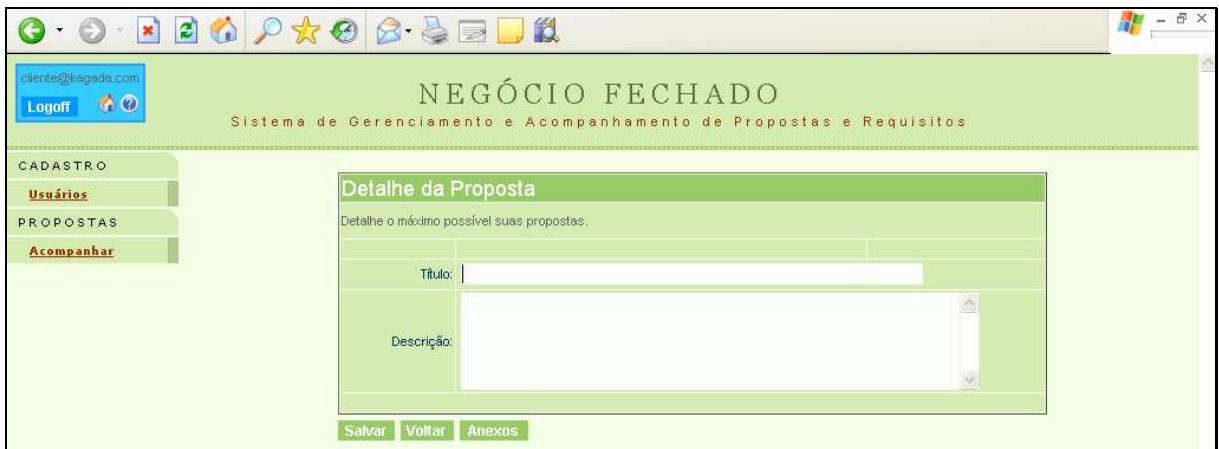 cliente@kagada.com
Logoff
NEGÓCIO FECHADO
Sistema de Gerenciamento e Acompanhamento de Propostas e Requisitos
CADASTRO
Usuários
PROPOSTAS
Acompanhar
Detalhe da Proposta
Detalhe o máximo possível suas propostas.
Título:
Descrição:
Salvar Voltar Anexos